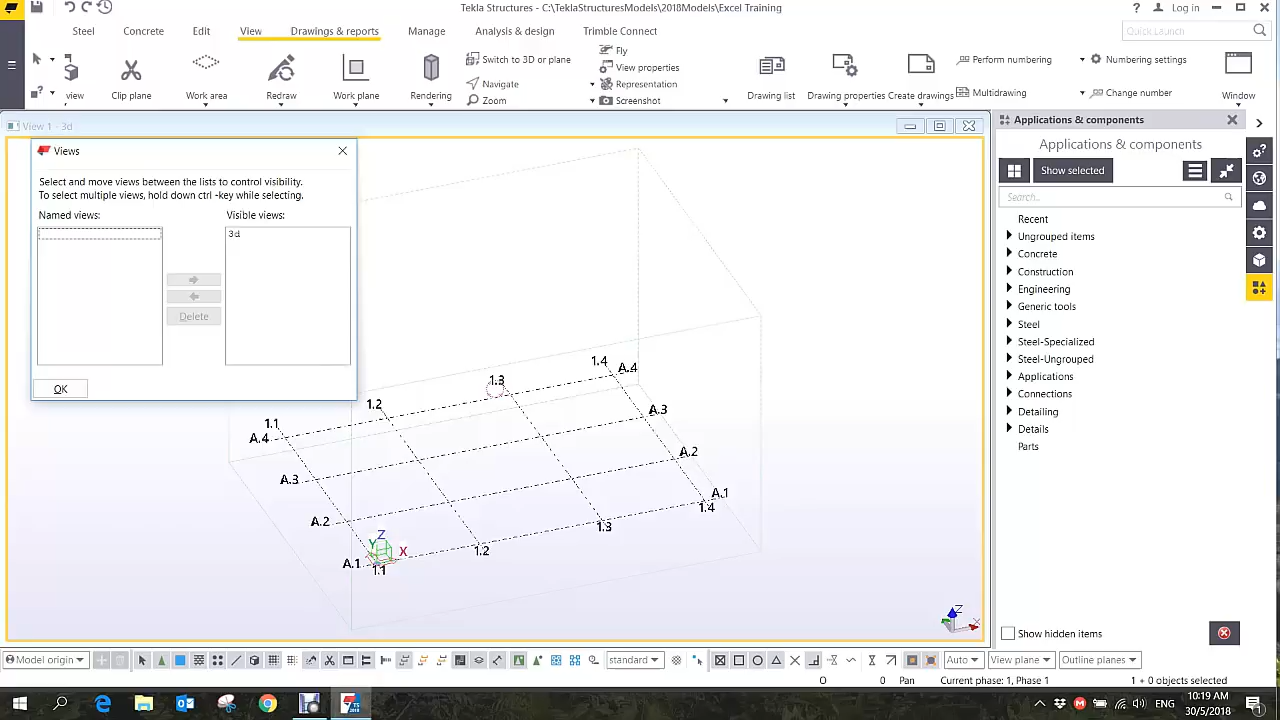 Tekla Structures - C:\TeklaStructuresModels\2018Models\Excel Training
? Log in
Steel Concrete Edit View Drawings & reports Manage Analysis & design Trimble Connect Quick Launch
view Clip plane Work area Redraw Work plane Rendering
Switch to 3D or plane
Navigate
Zoom
Fly
View properties
Representation
Screenshot
Drawing list Drawing properties Create drawings
Perform numbering
Multidrawing
Numbering settings
Change number
Window
View 1 - 3d
Views
Select and move views between the lists to control visibility.
To select multiple views, hold down ctrl -key while selecting.
Named views: Visible views:
3d
Delete
OK
1.4
A.4
1.3
1.2
A.3
1.1
A.4
A.2
A.3
A.1
1.4
A.2
1.3
1.2
Z
Y
X
A.1
1.1
Z
Applications & components
Applications & components
Show selected
Search...
Recent
Ungrouped items
Concrete
Construction
Engineering
Generic tools
Steel
Steel-Specialized
Steel-Ungrouped
Applications
Connections
Detailing
Details
Parts
Show hidden items
Model origin standard Auto View plane Outline planes
O 0 Pan Current phase: 1, Phase 1 1 + 0 objects selected
ENG 10:19 AM
30/5/2018